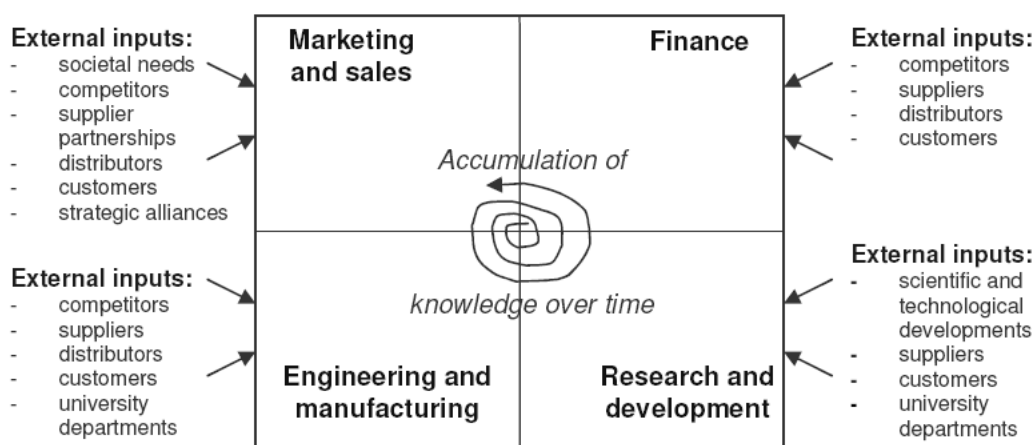 External inputs:
- societal needs
- competitors
- supplier
partnerships
- distributors
- customers
- strategic alliances
Marketing
and sales
Finance
External inputs:
- competitors
- suppliers
- distributors
- customers
Accumulation of
knowledge over time
External inputs:
- competitors
- suppliers
- distributors
- customers
- university
departments
Engineering and
manufacturing
Research and
development
External inputs:
- scientific and
technological
developments
- suppliers
- customers
- university
departments